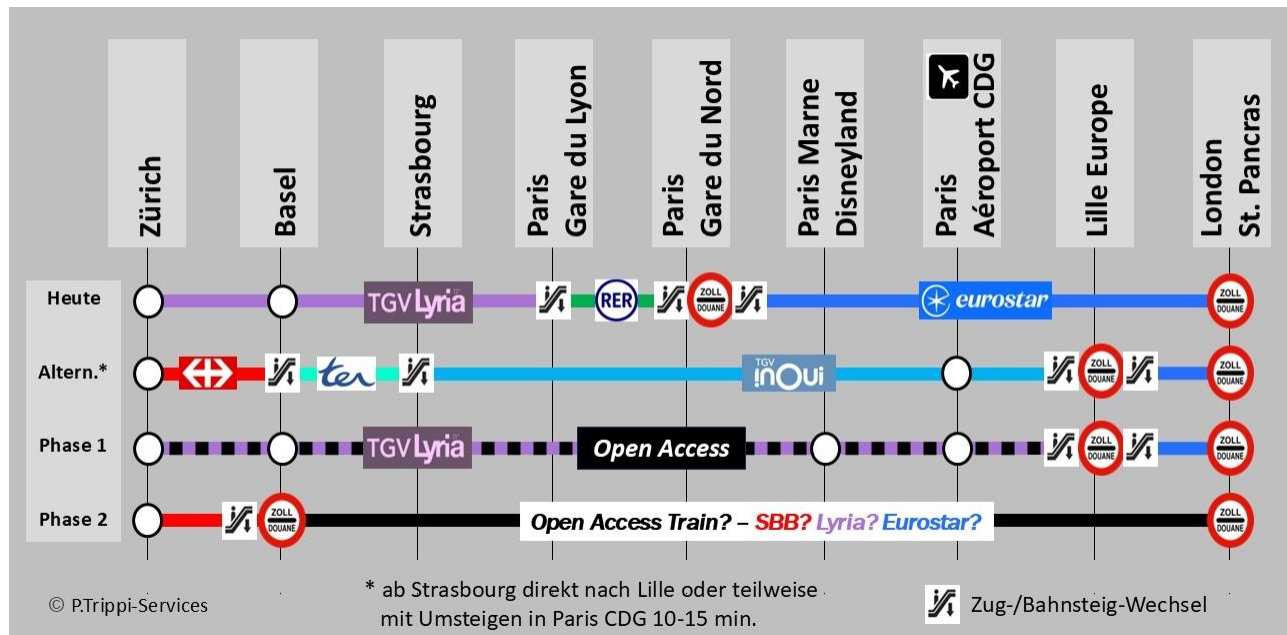 Zürich
Basel
Strasbourg
Paris
Gare du Lyon
Paris
Gare du Nord
Paris Marne
Disneyland
Paris
Aéroport CDG
Lille Europe
London
St. Pancras
Heute
TGV Lyria
RER
ZOLL
DOUANE
eurostar
ZOLL
DOUANE
Altern.*
ter
TGV
inOui
ZOLL
DOUANE
ZOLL
DOUANE
Phase 1
TGV Lyria
Open Access
ZOLL
DOUANE
ZOLL
DOUANE
Phase 2
ZOLL
DOUANE
Open Access Train? – SBB? Lyria? Eurostar?
ZOLL
DOUANE
* ab Strasbourg direkt nach Lille oder teilweise
mit Umsteigen in Paris CDG 10-15 min.
© P.Trippi-Services
Zug-/Bahnsteig-Wechsel